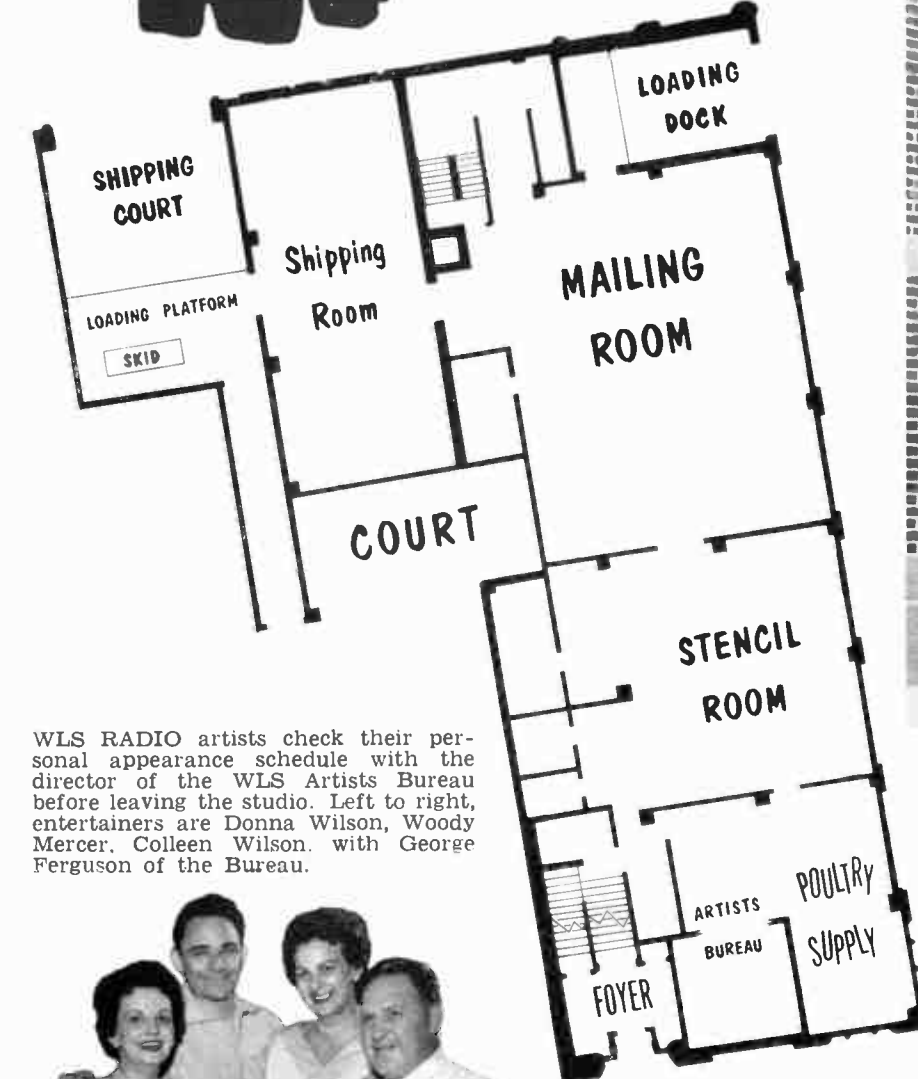 LOADING
DOCK
SHIPPING
COURT
Shipping
Room
MAILING
ROOM
LOADING PLATFORM
SKID
COURT
STENCIL
ROOM
WLS RADIO artists check their per-
sonal appearance schedule with the
director of the WLS Artists Bureau
before leaving the studio. Left to right,
entertainers are Donna Wilson, Woody
Mercer, Colleen Wilson. with George
Ferguson of the Bureau.
ARTISTS
BUREAU
POULTRY
SUPPLY
FOYER